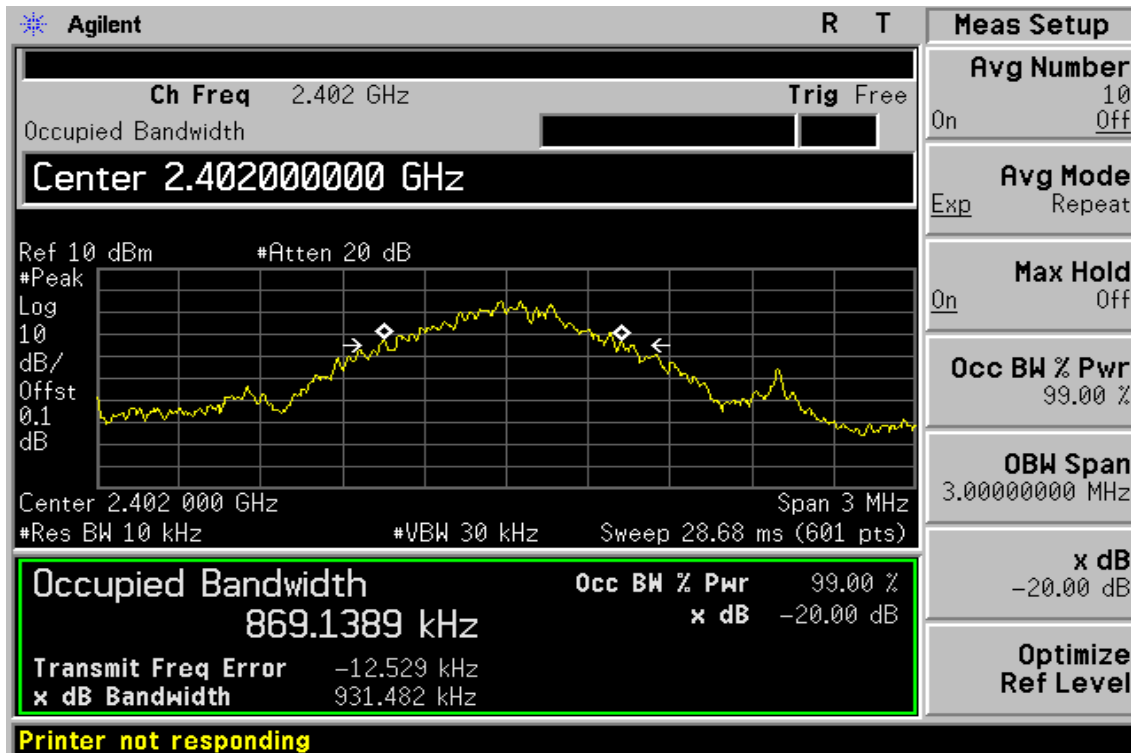 Agilent R T
Ch Freq 2.402 GHz Trig Free
Occupied Bandwidth
Center 2.402000000 GHz
Ref 10 dBm #Atten 20 dB
#Peak
Log
10
dB/
Offst
0.1
dB
Center 2.402 000 GHz Span 3 MHz
#Res BW 10 kHz #VBW 30 kHz Sweep 28.68 ms (601 pts)
Occupied Bandwidth Occ BW % Pwr 99.00 %
869.1389 kHz x dB -20.00 dB
Transmit Freq Error -12.529 kHz
x dB Bandwidth 931.482 kHz
Printer not responding
Meas Setup
Avg Number
10
On Off
Avg Mode
Exp Repeat
Max Hold
On Off
Occ BW % Pwr
99.00 %
OBW Span
3.00000000 MHz
x dB
-20.00 dB
Optimize
Ref Level